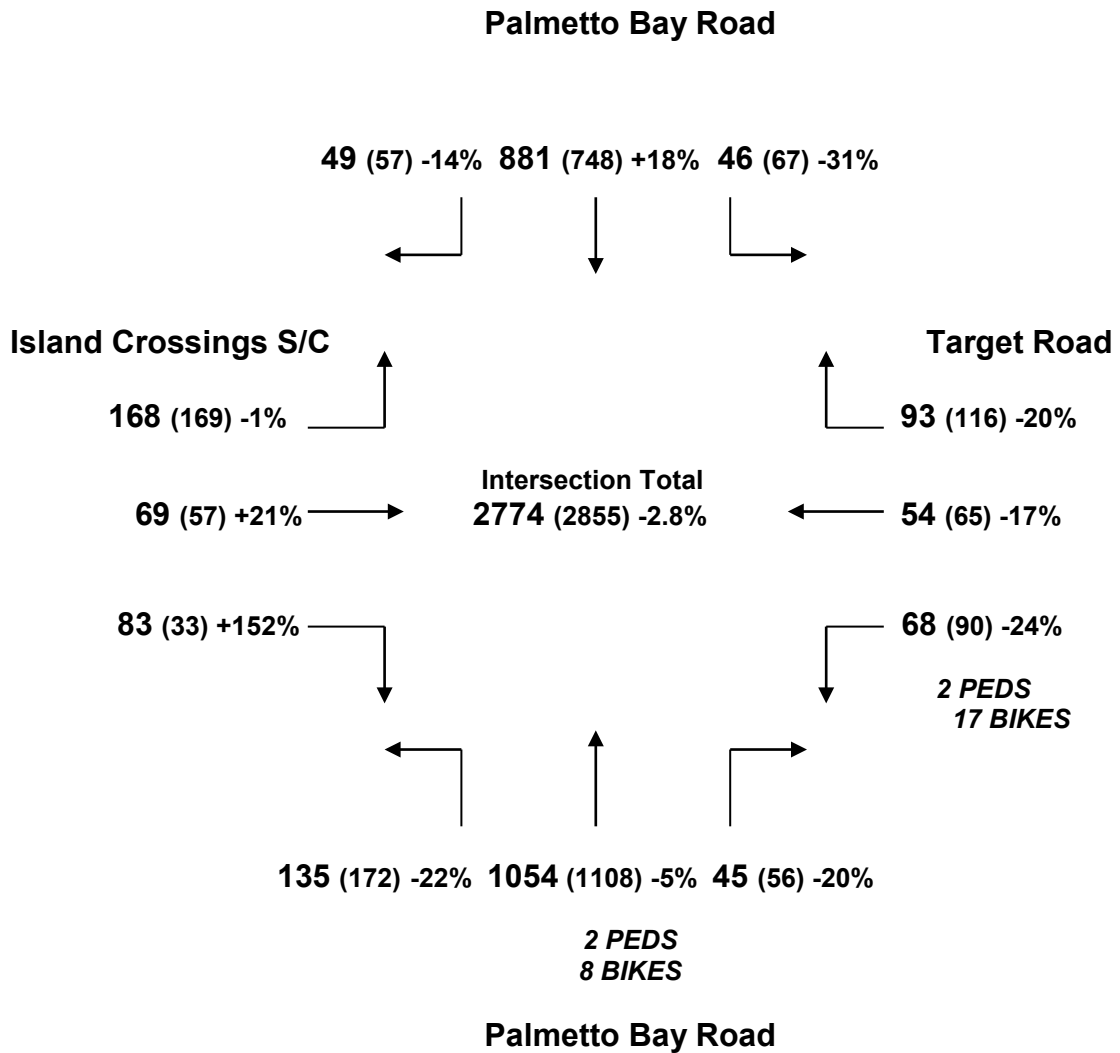 Palmetto Bay Road
49 (57) -14% 881 (748) +18% 46 (67) -31%
Island Crossings S/C
Target Road
168 (169) -1%
93 (116) -20%
Intersection Total
69 (57) +21%
2774 (2855) -2.8%
54 (65) -17%
83 (33) +152%
68 (90) -24%
2 PEDS
17 BIKES
135 (172) -22% 1054 (1108) -5% 45 (56) -20%
2 PEDS
8 BIKES
Palmetto Bay Road